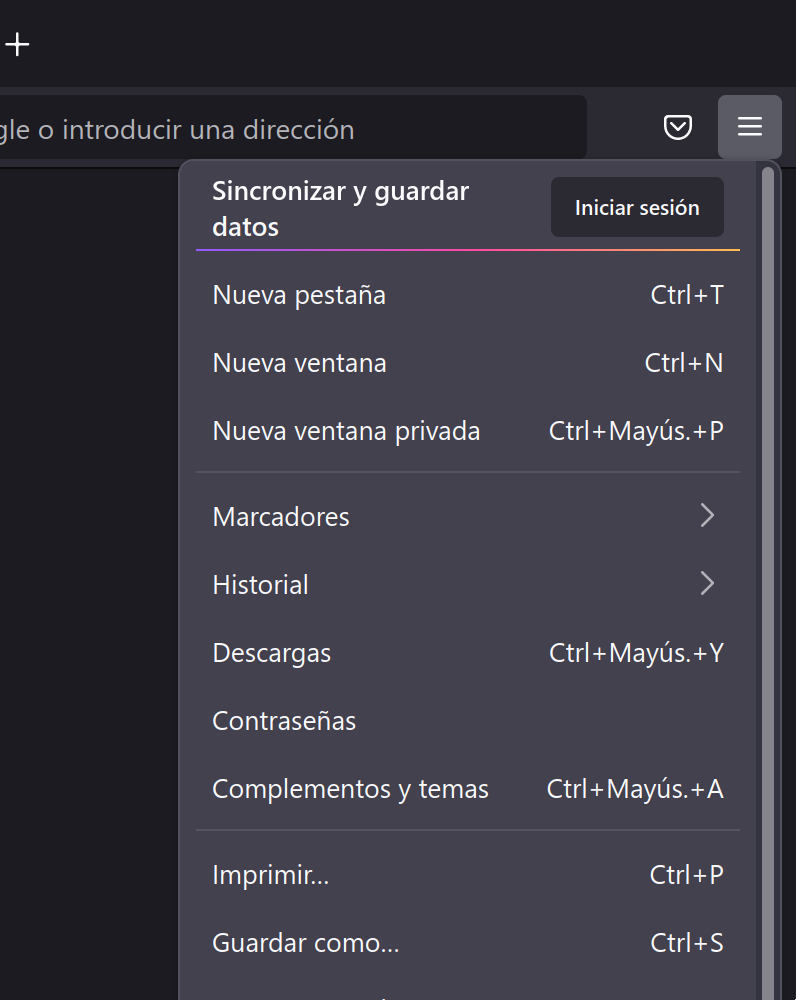 gle o introducir una dirección
Sincronizar y guardar
datos
Iniciar sesión
Nueva pestaña Ctrl+T
Nueva ventana Ctrl+N
Nueva ventana privada Ctrl+Mayús.+P
Marcadores
Historial
Descargas Ctrl+Mayús.+Y
Contraseñas
Complementos y temas Ctrl+Mayús.+A
Imprimir... Ctrl+P
Guardar como... Ctrl+S